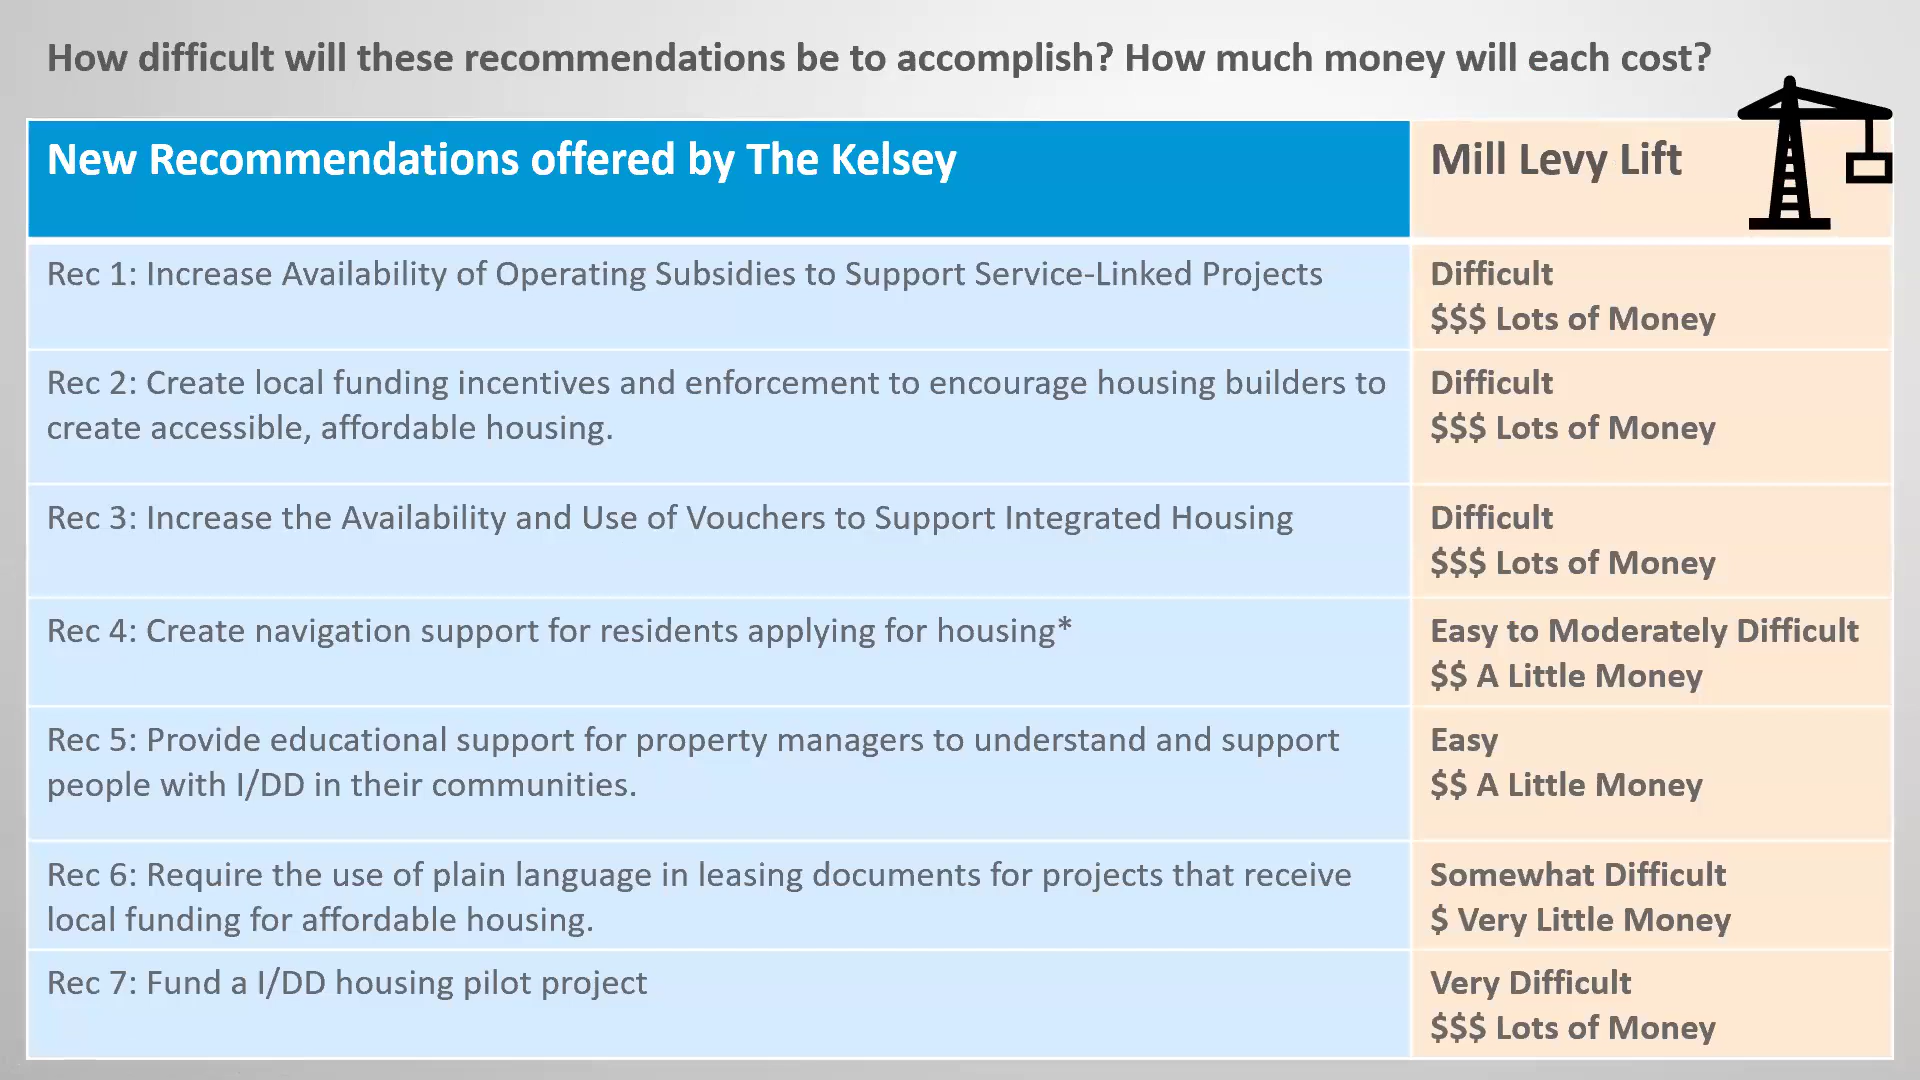 How difficult will these recommendations be to accomplish? How much money will each cost?
New Recommendations offered by The Kelsey
Mill Levy Lift
Rec 1: Increase Availability of Operating Subsidies to Support Service-Linked Projects
Difficult
$$$ Lots of Money
Rec 2: Create local funding incentives and enforcement to encourage housing builders to
create accessible, affordable housing.
Difficult
$$$ Lots of Money
Rec 3: Increase the Availability and Use of Vouchers to Support Integrated Housing
Difficult
$$$ Lots of Money
Rec 4: Create navigation support for residents applying for housing*
Easy to Moderately Difficult
$$ A Little Money
Rec 5: Provide educational support for property managers to understand and support
people with I/DD in their communities.
Easy
$$ A Little Money
Rec 6: Require the use of plain language in leasing documents for projects that receive
local funding for affordable housing.
Somewhat Difficult
$ Very Little Money
Rec 7: Fund a I/DD housing pilot project
Very Difficult
$$$ Lots of Money